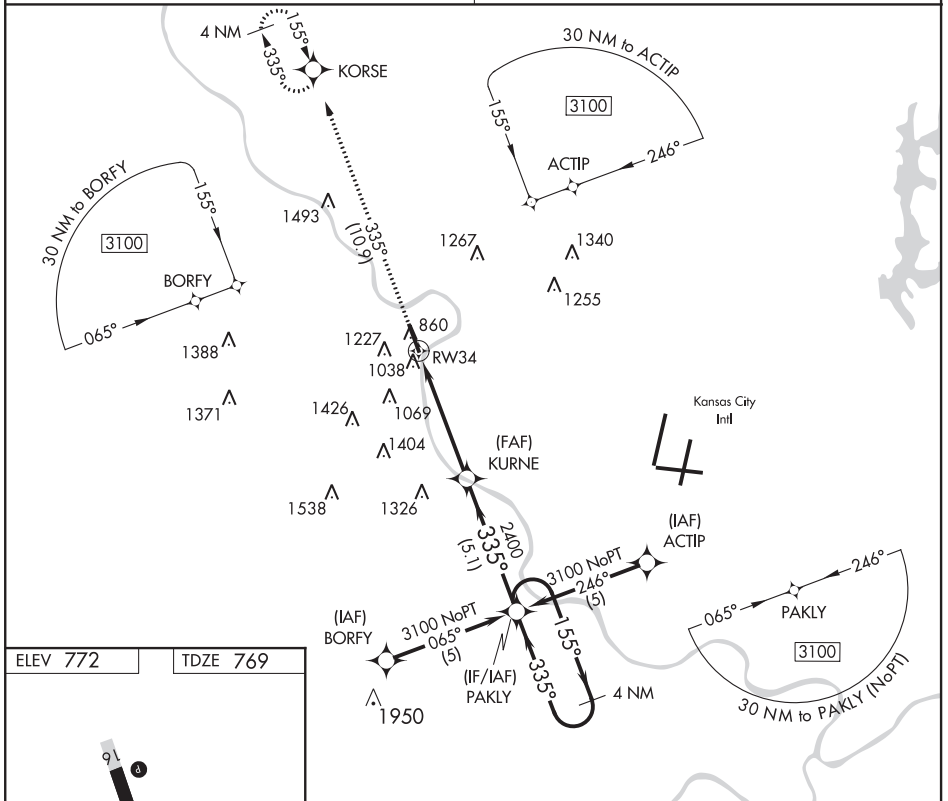 4 NM
155°
335°
KORSE
30 NM to ACTIP
3100
155°
246°
ACTIP
30 NM to BORFY
3100
155°
BORFY
065°
1493
335°
(10.9)
1267
1340
1255
860
1227
RW34
1038
1388
1371
1426
1069
1404
1538
1326
Kansas City
Intl
(FAF)
KURNE
2400
335°
(5.1)
(IAF)
ACTIP
3100 NoPT
246°
(5)
(IAF)
BORFY
3100 NoPT
065°
(5)
(IF/IAF)
PAKLY
155°
335°
4 NM
1950
065°
246°
PAKLY
3100
30 NM to PAKLY (NoPT)
ELEV 772
TDZE 769
16
P